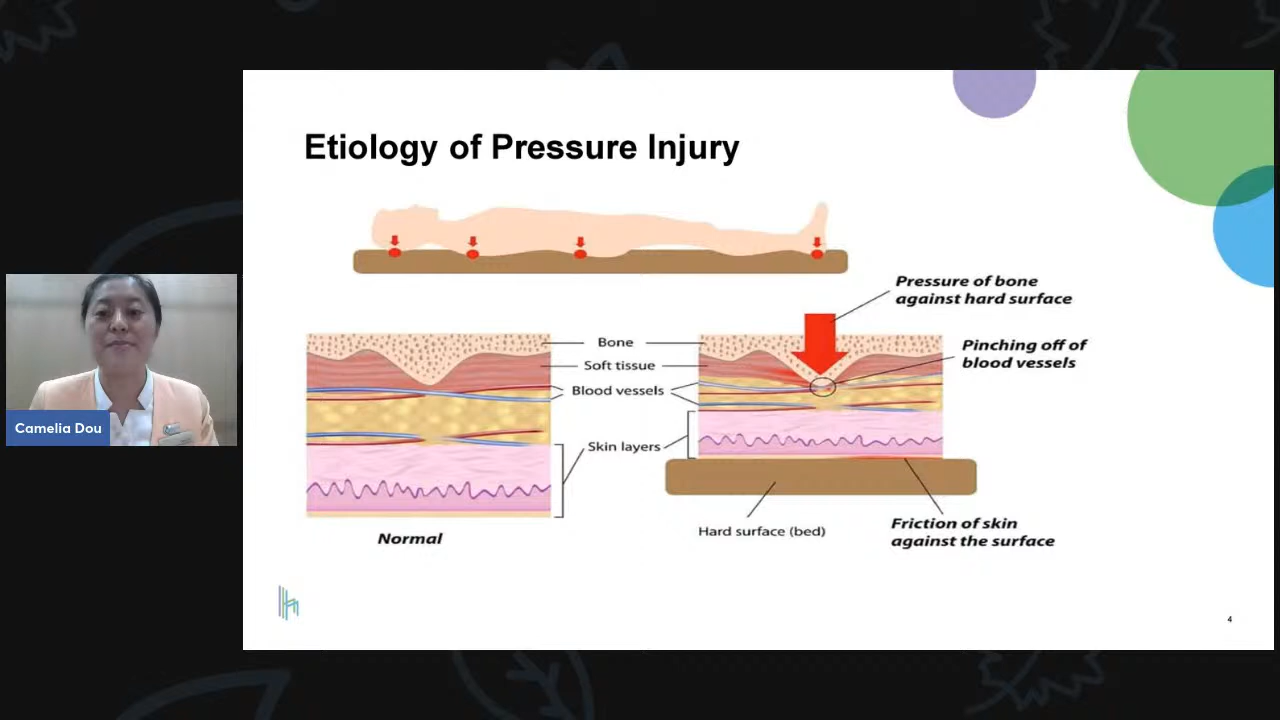 Etiology of Pressure Injury
Pressure of bone
against hard surface
Pinching off of
blood vessels
Bone
Soft tissue
Blood vessels
Skin layers
Camelia Dou
Normal
Hard surface (bed)
Friction of skin
against the surface
4